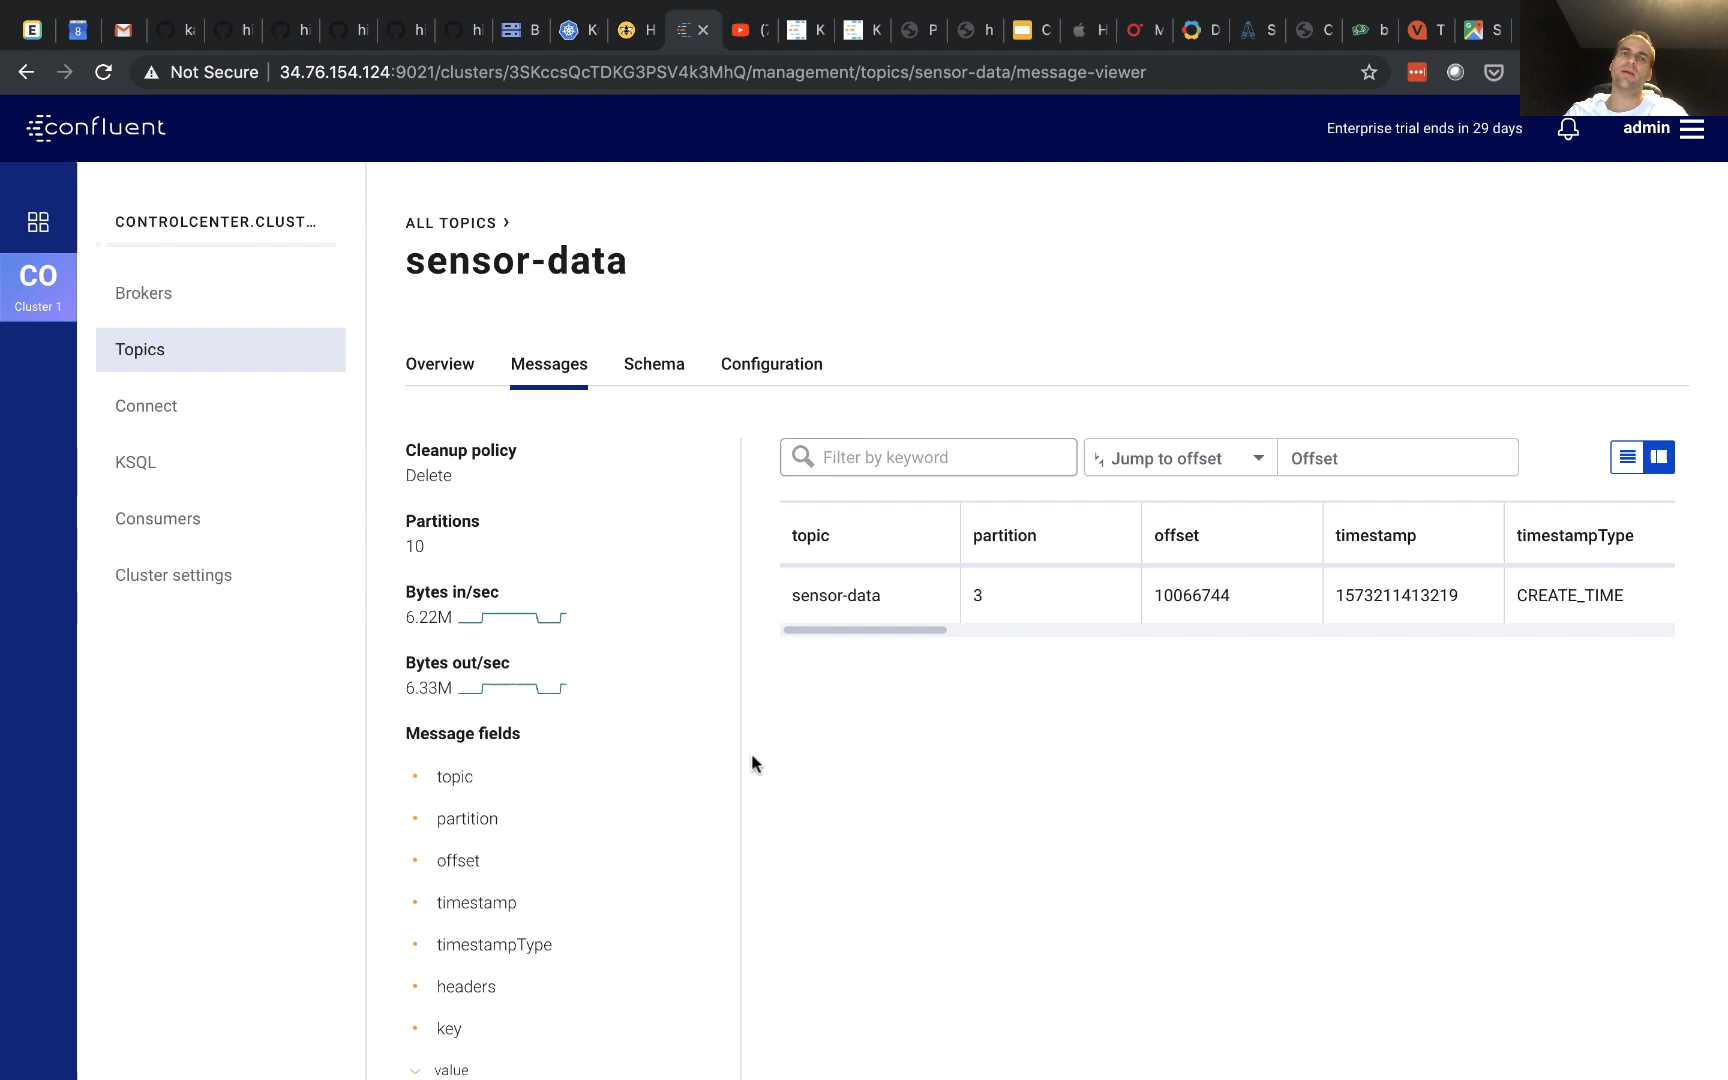 E
8
k
h
h
h
h
h
B
K
H
(
K
K
P
h
C
H
M
D
S
C
b
T
S
Not Secure
34.76.154.124:9021/clusters/3SKccsQcTDKG3PSV4k3MhQ/management/topics/sensor-data/message-viewer
confluent
Enterprise trial ends in 29 days
admin
CO
Cluster 1
CONTROLCENTER.CLUST...
Brokers
Topics
Connect
KSQL
Consumers
Cluster settings
ALL TOPICS ›
sensor-data
Overview Messages Schema Configuration
Cleanup policy
Delete
Partitions
10
Bytes in/sec
6.22M
Bytes out/sec
6.33M
Message fields
topic
partition
offset
timestamp
timestampType
headers
key
value
Filter by keyword
Jump to offset
Offset
topic partition offset timestamp timestampType
sensor-data 3 10066744 1573211413219 CREATE_TIME